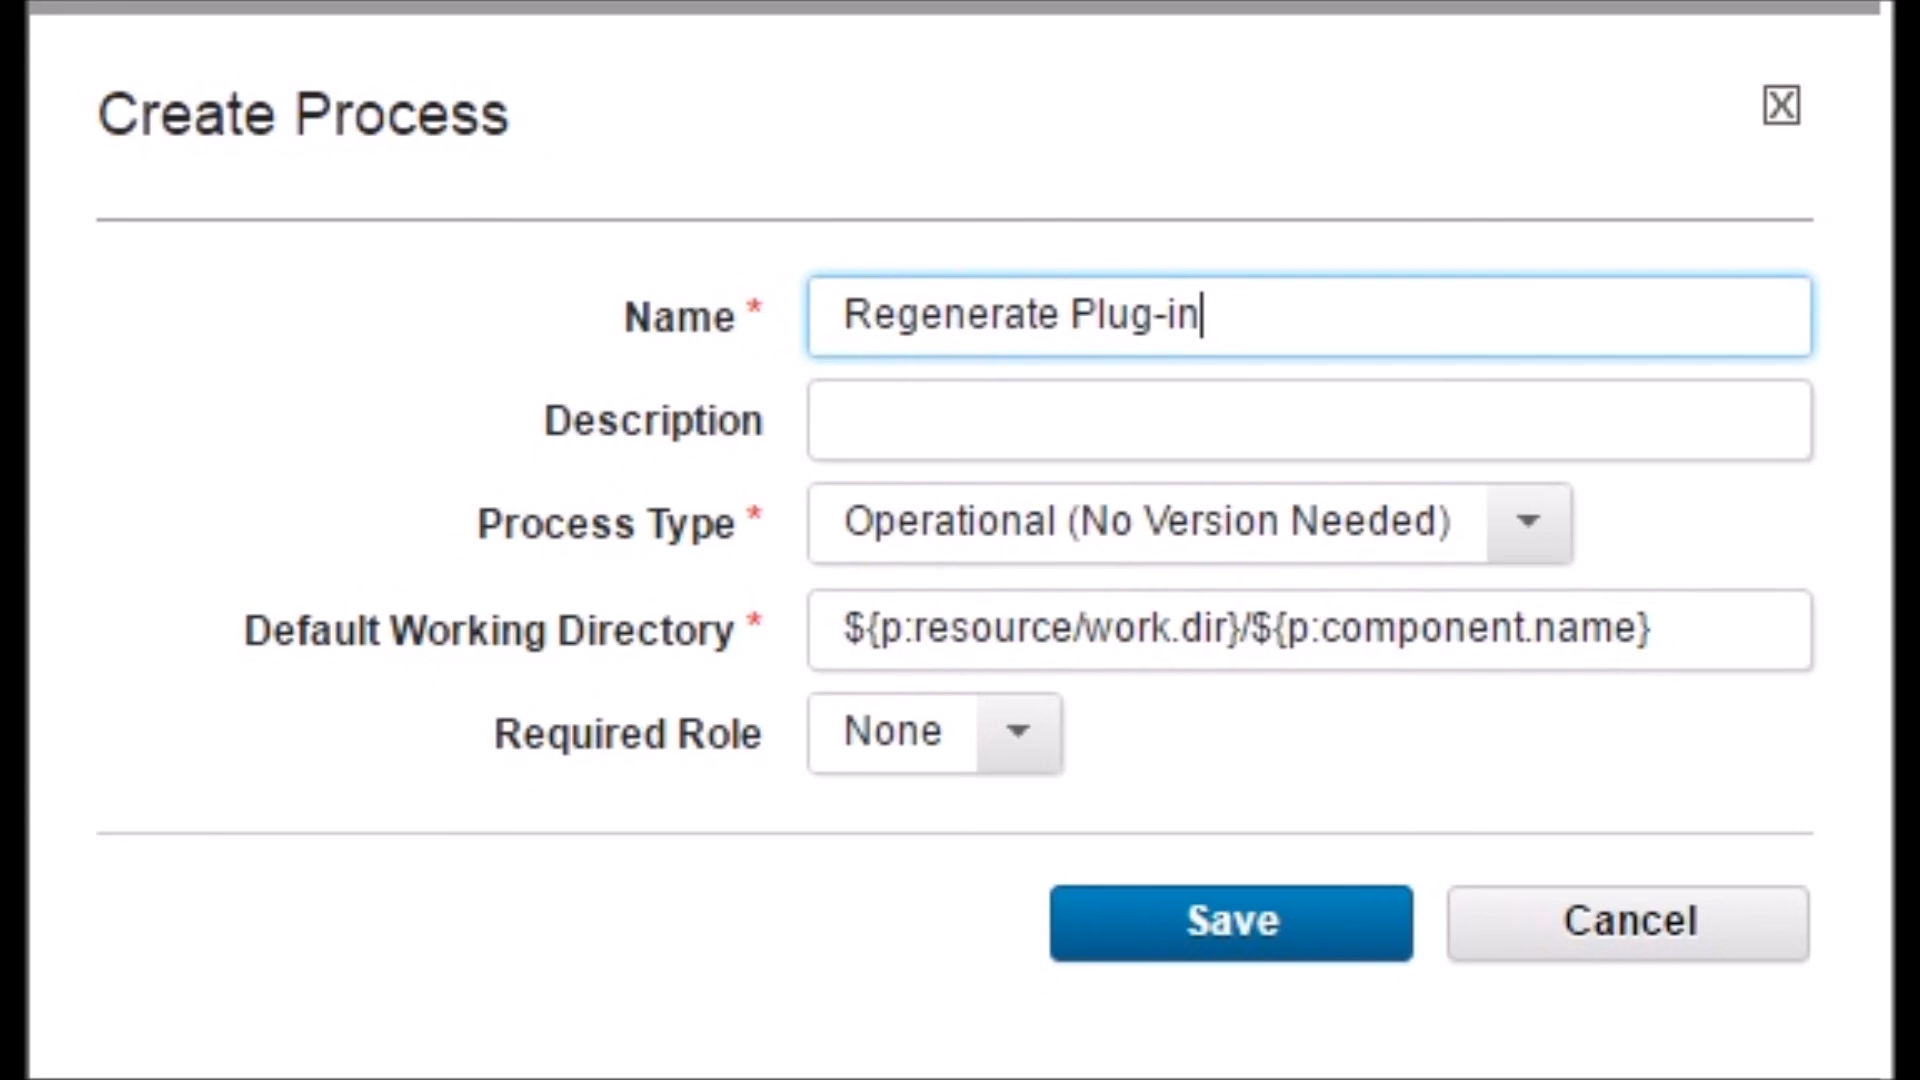 Create Process
X
Name * Regenerate Plug-in
Description
Process Type * Operational (No Version Needed)
Default Working Directory * ${p:resource/work.dir}/${p:component.name}
Required Role None
Save Cancel